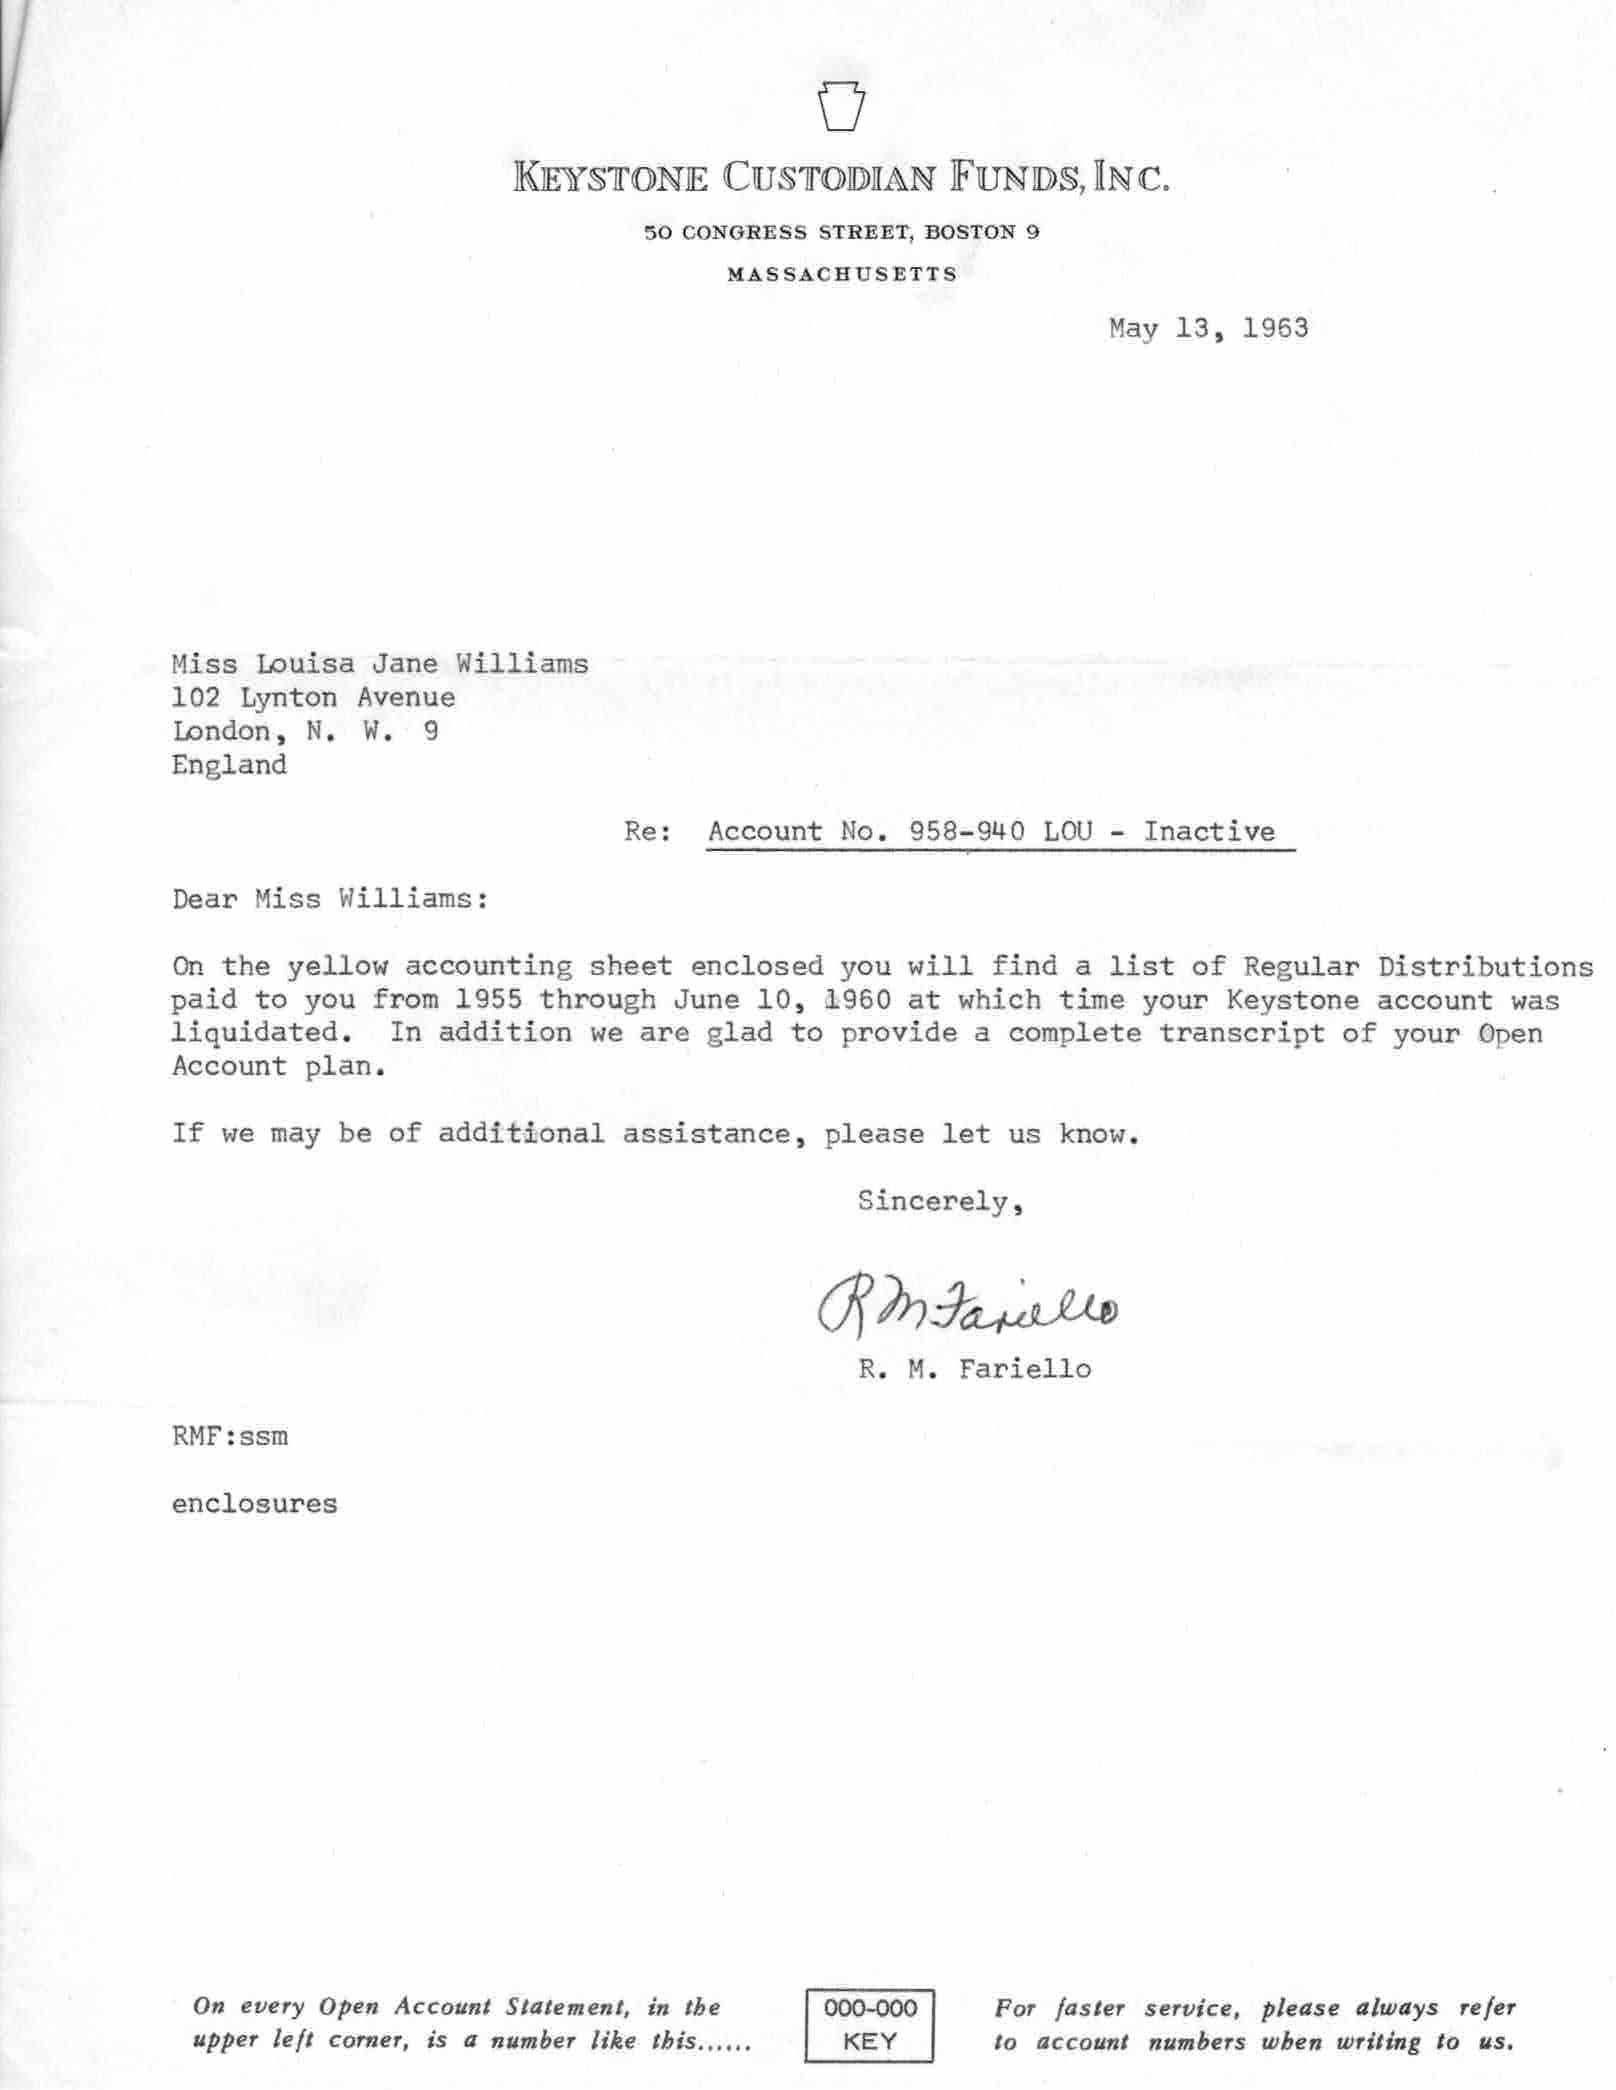 KEYSTONE CUSTODIAN FUNDS, INC.
50 CONGRESS STREET, BOSTON 9
MASSACHUSETTS
May 13, 1963
Miss Louisa Jane Williams
102 Lynton Avenue
London, N. W. 9
England
Re: Account No. 958-940 LOU - Inactive
Dear Miss Williams:
On the yellow accounting sheet enclosed you will find a list of Regular Distributions
paid to you from 1955 through June 10, 1960 at which time your Keystone account was
liquidated. In addition we are glad to provide a complete transcript of your Open
Account plan.
If we may be of additional assistance, please let us know.
Sincerely,
R M Fariello
R. M. Fariello
RMF:ssm
enclosures
On every Open Account Statement, in the
upper left corner, is a number like this......
000-000
KEY
For faster service, please always refer
to account numbers when writing to us.